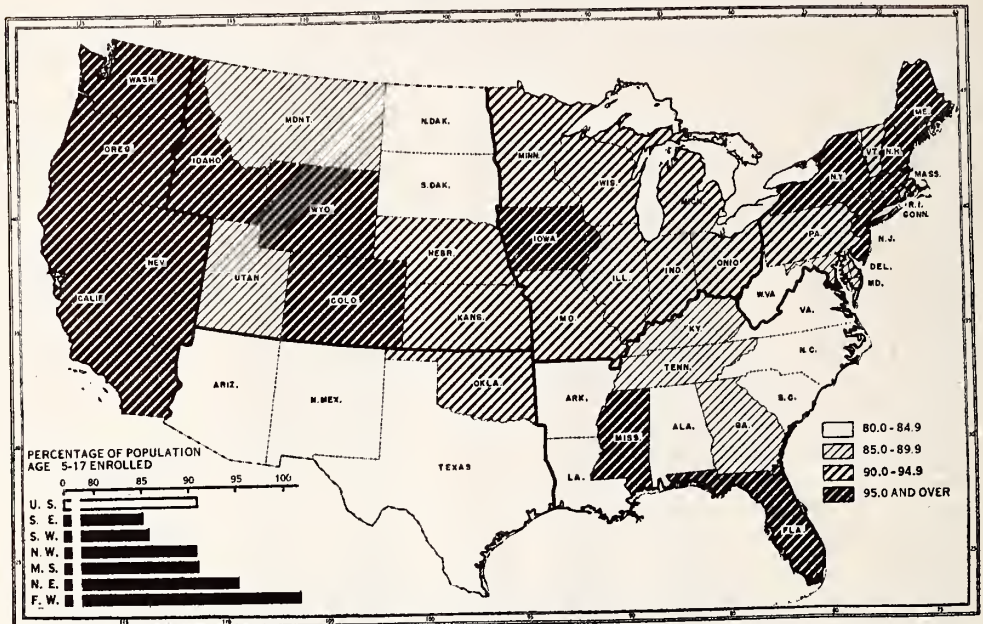 WASH.
OREG.
CALIF.
NEV.
IDAHO
MONT.
WYO.
UTAH
COLO.
ARIZ.
N.MEX.
N.DAK.
S.DAK.
NEBR.
KANS.
OKLA.
TEXAS
MINN.
IOWA
MO.
ARK.
LA.
WIS.
ILL.
MICH.
IND.
OHIO
KY.
TENN.
MISS.
ALA.
GA.
FLA.
S.C.
N.C.
VA.
W.VA.
PA.
N.Y.
VT.
N.H.
ME.
MASS.
R.I.
CONN.
N.J.
DEL.
MD.
80.0 - 84.9
85.0 - 89.9
90.0 - 94.9
95.0 AND OVER
PERCENTAGE OF POPULATION
AGE 5-17 ENROLLED
0 80 85 90 95 100
U. S.
S. E.
S. W.
N. W.
M. S.
N. E.
F. W.